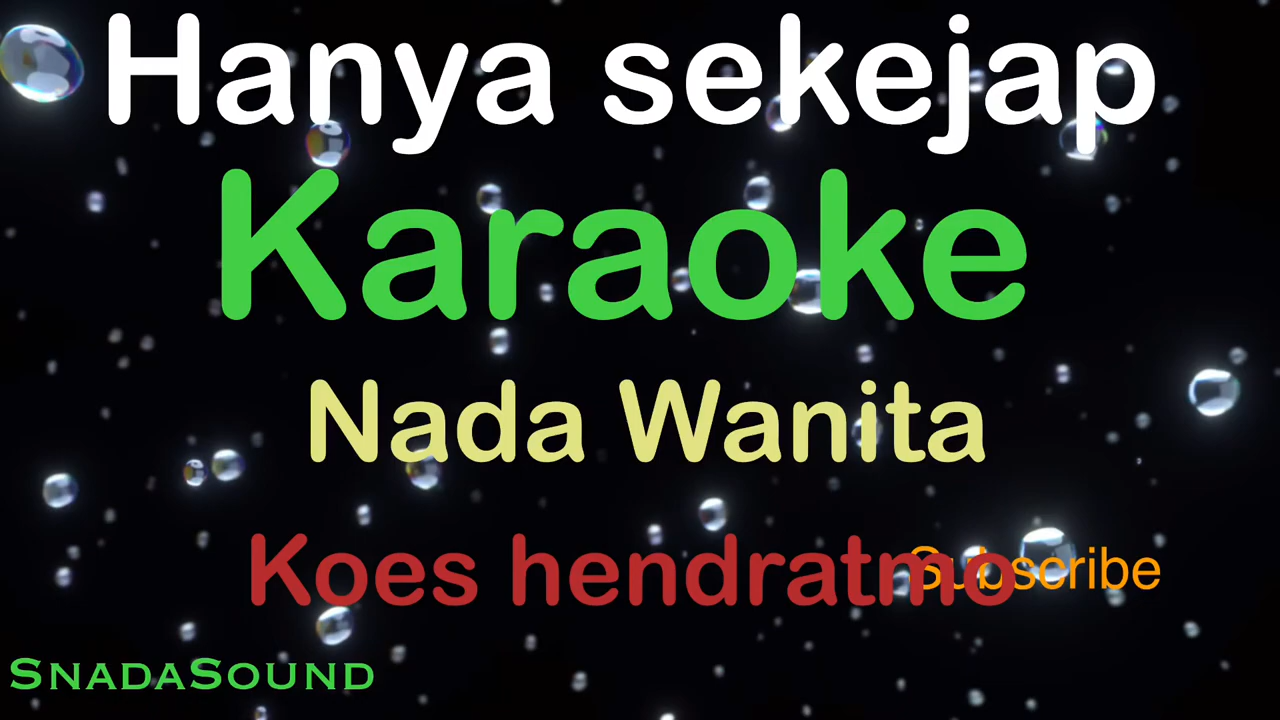 Hanya sekejap
Karaoke
Nada Wanita
Koes hendratmo
Subscribe
SnadaSound